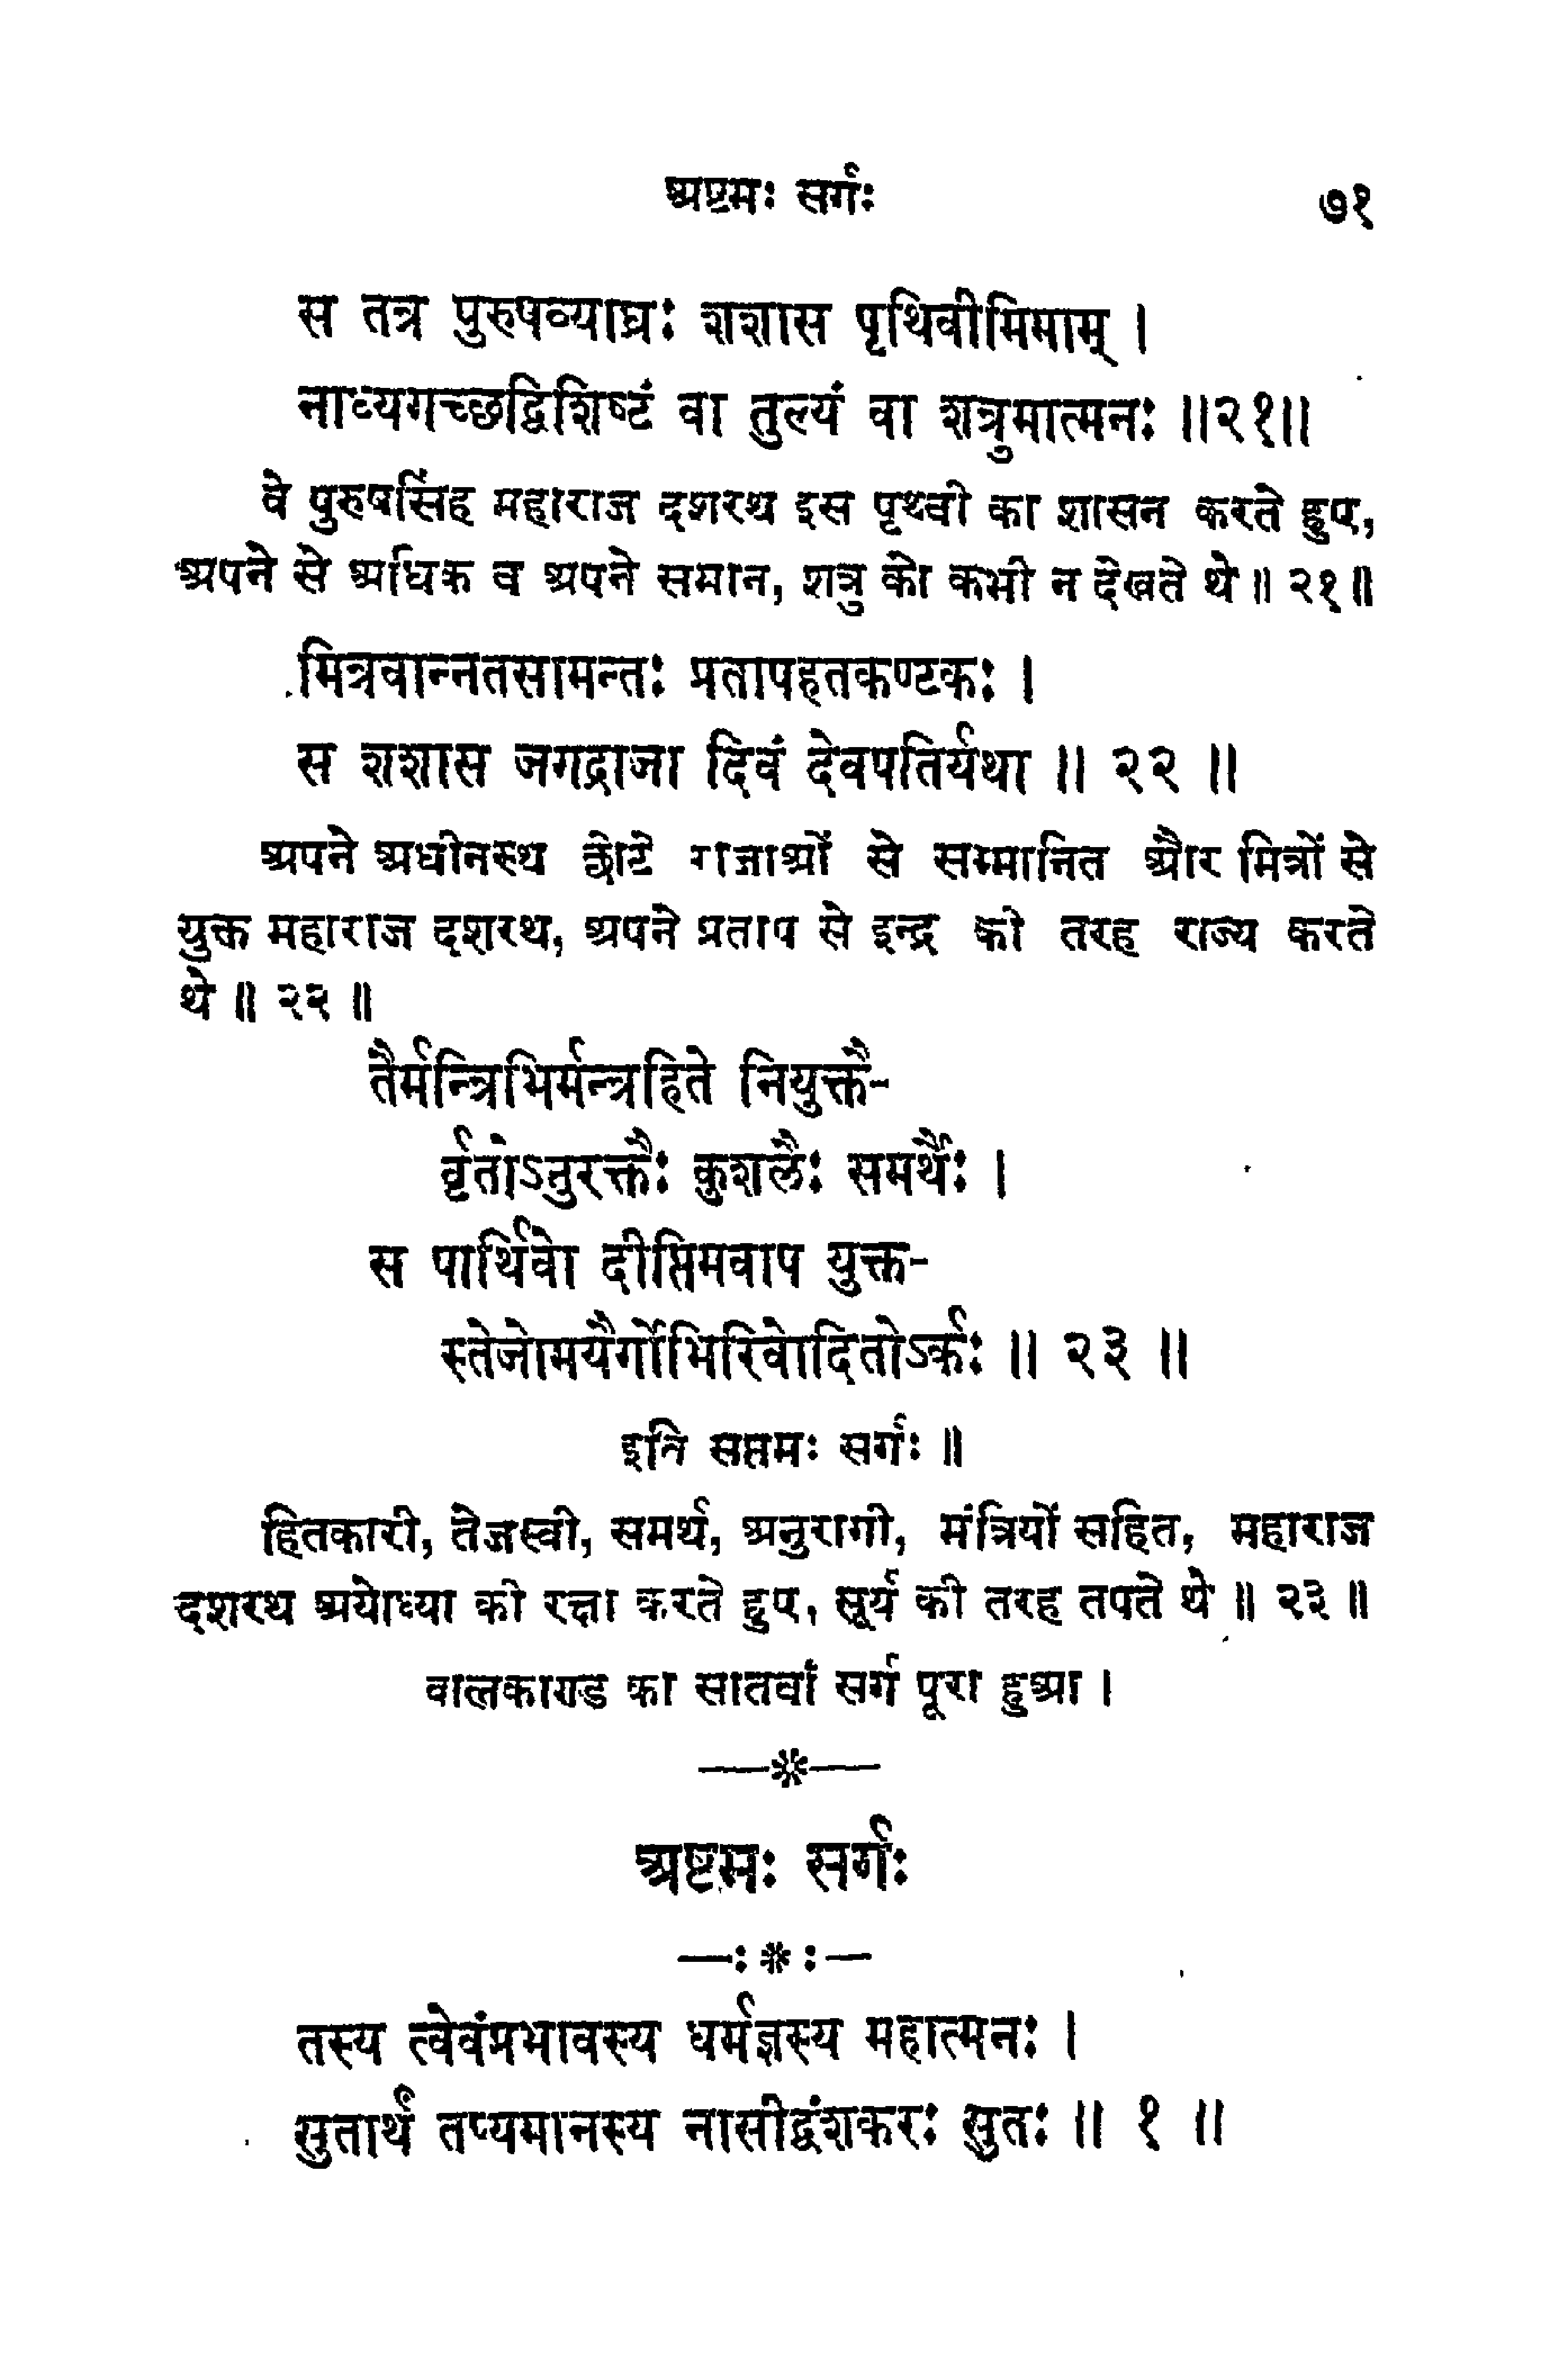 अष्टमः सर्गः ७१
स तत्र पुरुषव्याघ्रः शशास पृथिवीमिमाम् ।
नाध्यगच्छद्विशिष्टं वा तुल्यं वा शत्रुमात्मनः ॥२१॥
वे पुरुषसिंह महाराज दशरथ इस पृथ्वी का शासन करते हुए,
अपने से अधिक व अपने समान, शत्रु को कभी न देखते थे ॥ २१॥
मित्रवान्नतसामन्तः प्रतापहतकण्टकः ।
स शशास जगद्राजा दिवं देवपतिर्यथा ॥ २२ ॥
अपने अधीनस्थ छोटे राजाओं से सम्मानित और मित्रों से
युक्त महाराज दशरथ, अपने प्रताप से इन्द्र की तरह राज्य करते
थे ॥ २२ ॥
तैर्मन्त्रिभिर्मन्त्रहिते नियुक्तै-
र्वृतोऽनुरक्तैः कुशलैः समर्थैः ।
स पार्थिवो दीप्तिमवाप युक्त-
स्तेजोमयैर्गोभिरिवोदितोऽर्कः ॥ २३ ॥
इति सप्तमः सर्गः ॥
हितकारी, तेजस्वी, समर्थ, अनुरागी, मंत्रियों सहित, महाराज
दशरथ अयोध्या की रक्षा करते हुए, सूर्य की तरह तपते थे ॥ २३ ॥
वालकाण्ड का सातवां सर्ग पूरा हुआ ।
—*—
अष्टमः सर्गः
—:*:—
तस्य त्वेवंप्रभावस्य धर्मज्ञस्य महात्मनः ।
सुतार्थं तप्यमानस्य नासीद्वंशकरः सुतः ॥ १ ॥